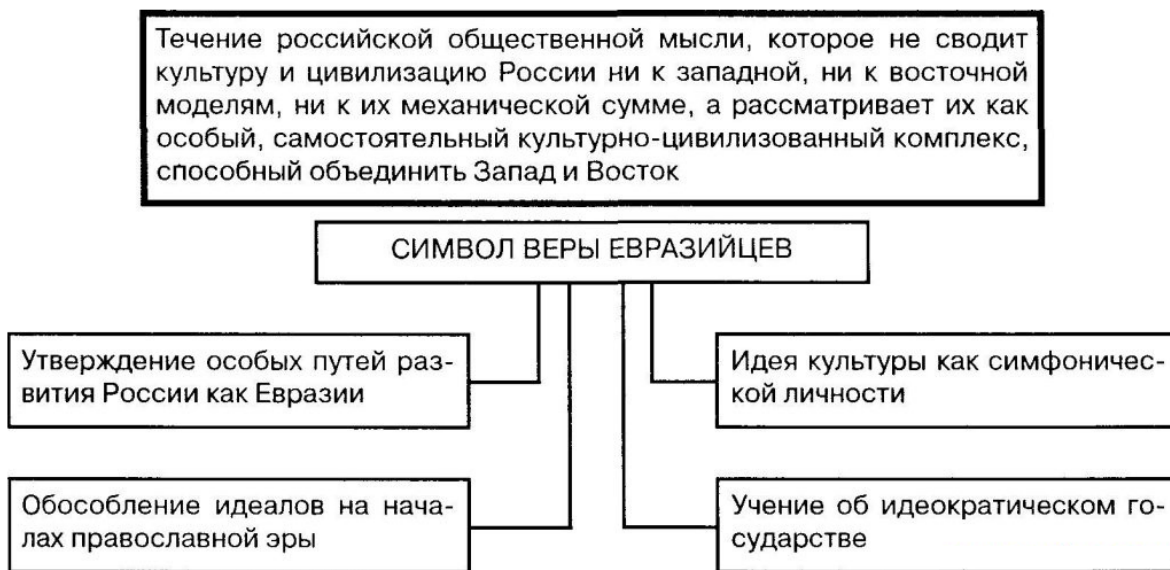 Течение российской общественной мысли, которое не сводит
культуру и цивилизацию России ни к западной, ни к восточной
моделям, ни к их механической сумме, а рассматривает их как
особый, самостоятельный культурно-цивилизованный комплекс,
способный объединить Запад и Восток
СИМВОЛ ВЕРЫ ЕВРАЗИЙЦЕВ
Утверждение особых путей раз-
вития России как Евразии
Идея культуры как симфоничес-
кой личности
Обособление идеалов на нача-
лах православной эры
Учение об идеократическом го-
сударстве